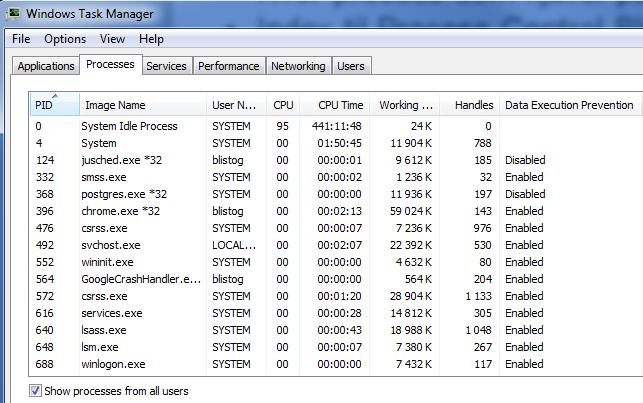 Windows Task Manager
File Options View Help
Applications Processes Services Performance Networking Users
PID Image Name User N... CPU CPU Time Working ... Handles Data Execution Prevention
0 System Idle Process SYSTEM 95 441:11:48 24 K 0
4 System SYSTEM 00 01:50:45 11 904 K 788
124 jusched.exe *32 blistog 00 00:00:01 9 612 K 185 Disabled
332 smss.exe SYSTEM 00 00:00:02 1 236 K 32 Enabled
368 postgres.exe *32 SYSTEM 00 00:00:00 11 936 K 197 Disabled
396 chrome.exe *32 blistog 00 00:02:13 59 024 K 143 Enabled
476 csrss.exe SYSTEM 00 00:00:07 7 236 K 976 Enabled
492 svchost.exe LOCAL... 00 00:02:07 22 392 K 530 Enabled
552 wininit.exe SYSTEM 00 00:00:00 4 632 K 80 Enabled
564 GoogleCrashHandler.e... blistog 00 00:00:00 564 K 204 Enabled
572 csrss.exe SYSTEM 00 00:01:20 28 904 K 1 133 Enabled
616 services.exe SYSTEM 00 00:00:28 14 812 K 305 Enabled
640 lsass.exe SYSTEM 00 00:00:43 18 988 K 1 048 Enabled
648 lsm.exe SYSTEM 00 00:00:07 7 380 K 267 Enabled
688 winlogon.exe SYSTEM 00 00:00:00 7 432 K 117 Enabled
Show processes from all users